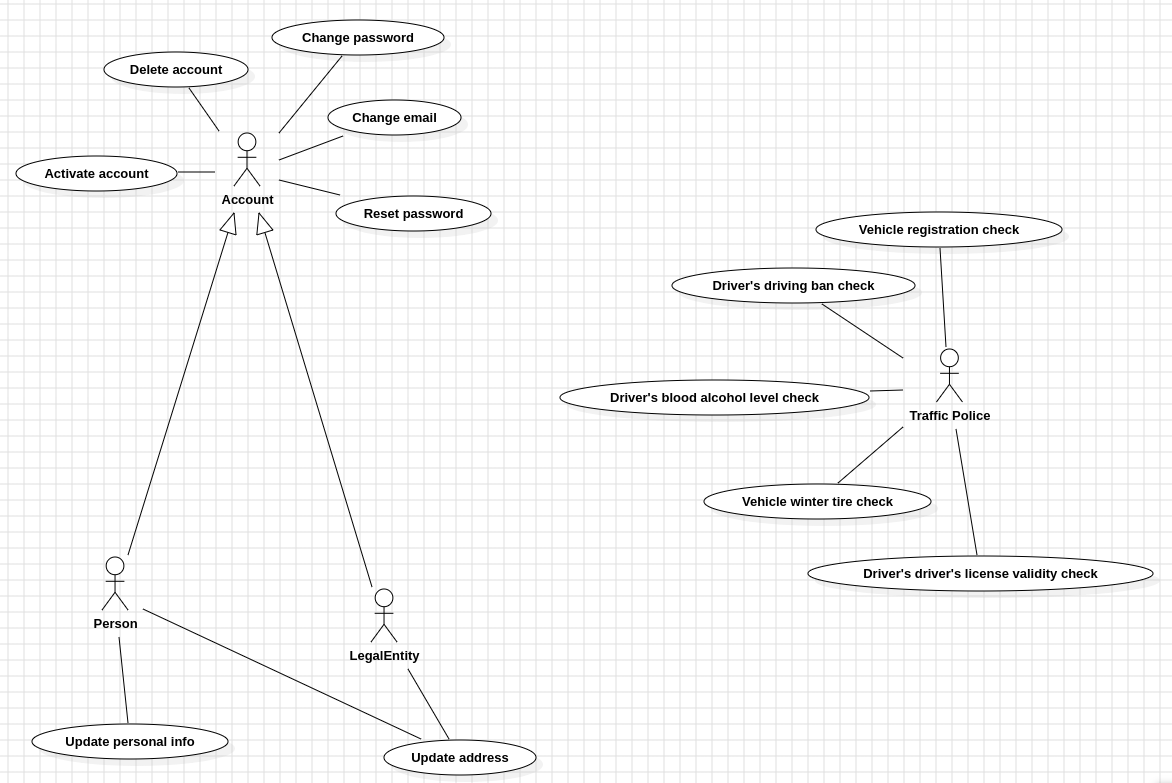 Change password
Delete account
Change email
Activate account
Account
Reset password
Vehicle registration check
Driver's driving ban check
Driver's blood alcohol level check
Traffic Police
Vehicle winter tire check
Driver's driver's license validity check
Person
LegalEntity
Update personal info
Update address